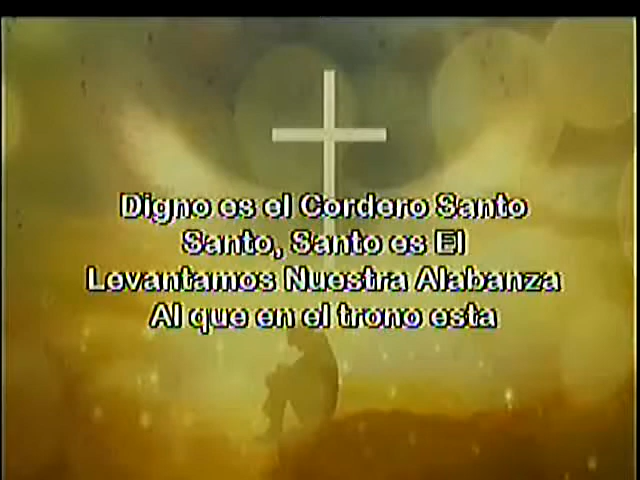 Digno es el Cordero Santo
Santo, Santo es El
Levantamos Nuestra Alabanza
Al que en el trono esta